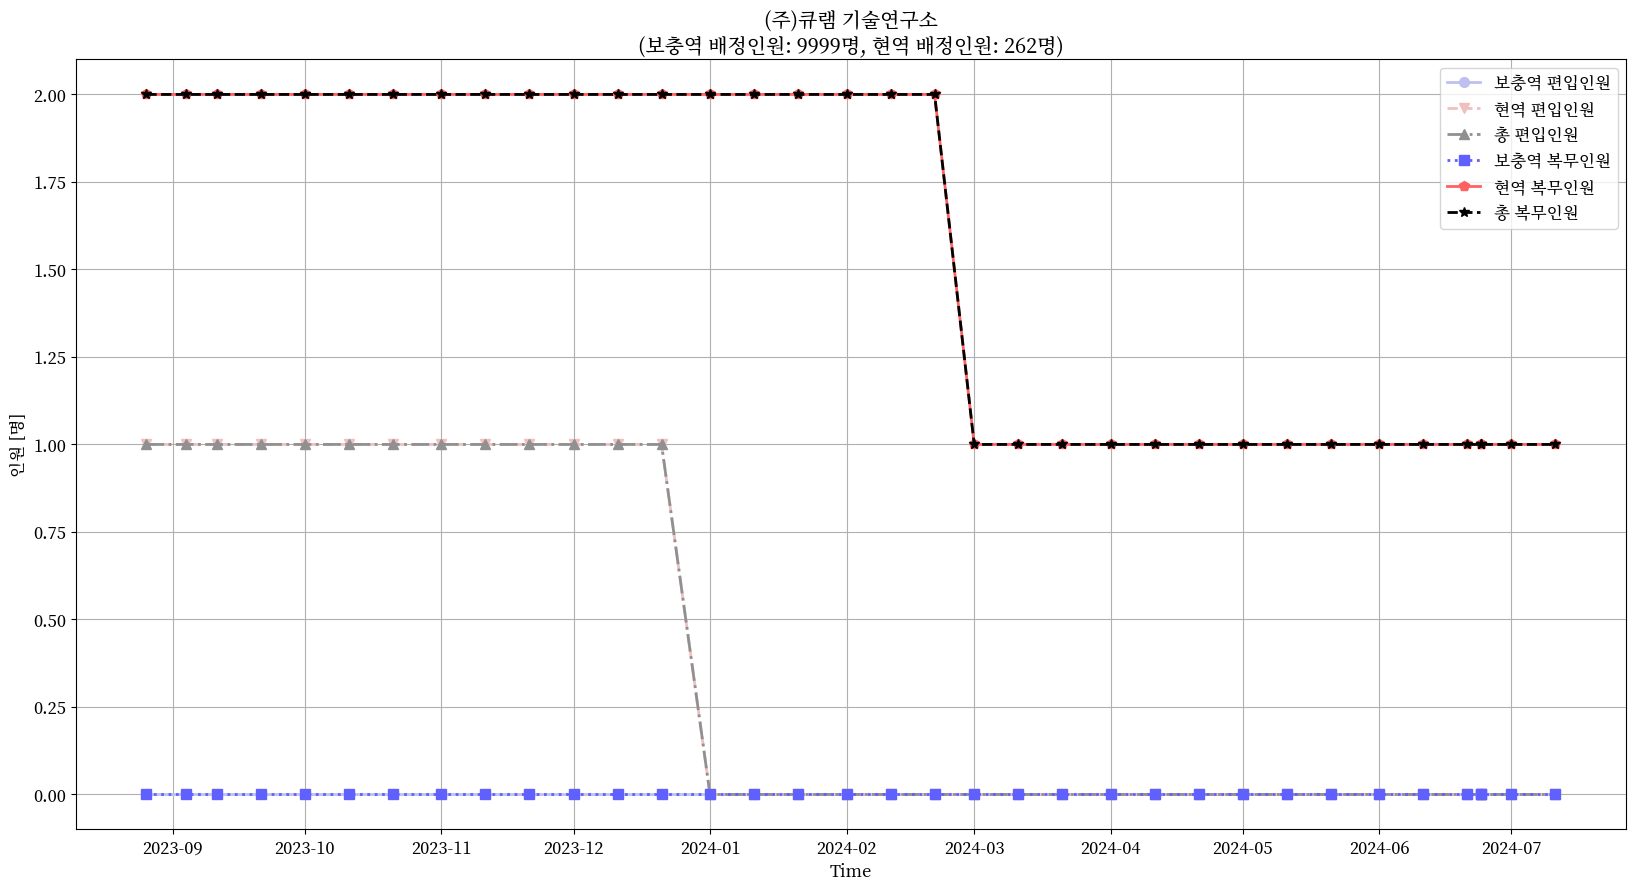 (주)큐램 기술연구소
(보충역 배정인원: 9999명, 현역 배정인원: 262명)
보충역 편입인원
현역 편입인원
총 편입인원
보충역 복무인원
현역 복무인원
총 복무인원
인원 [명]
2.00
1.75
1.50
1.25
1.00
0.75
0.50
0.25
0.00
2023-09 2023-10 2023-11 2023-12 2024-01 2024-02 2024-03 2024-04 2024-05 2024-06 2024-07
Time